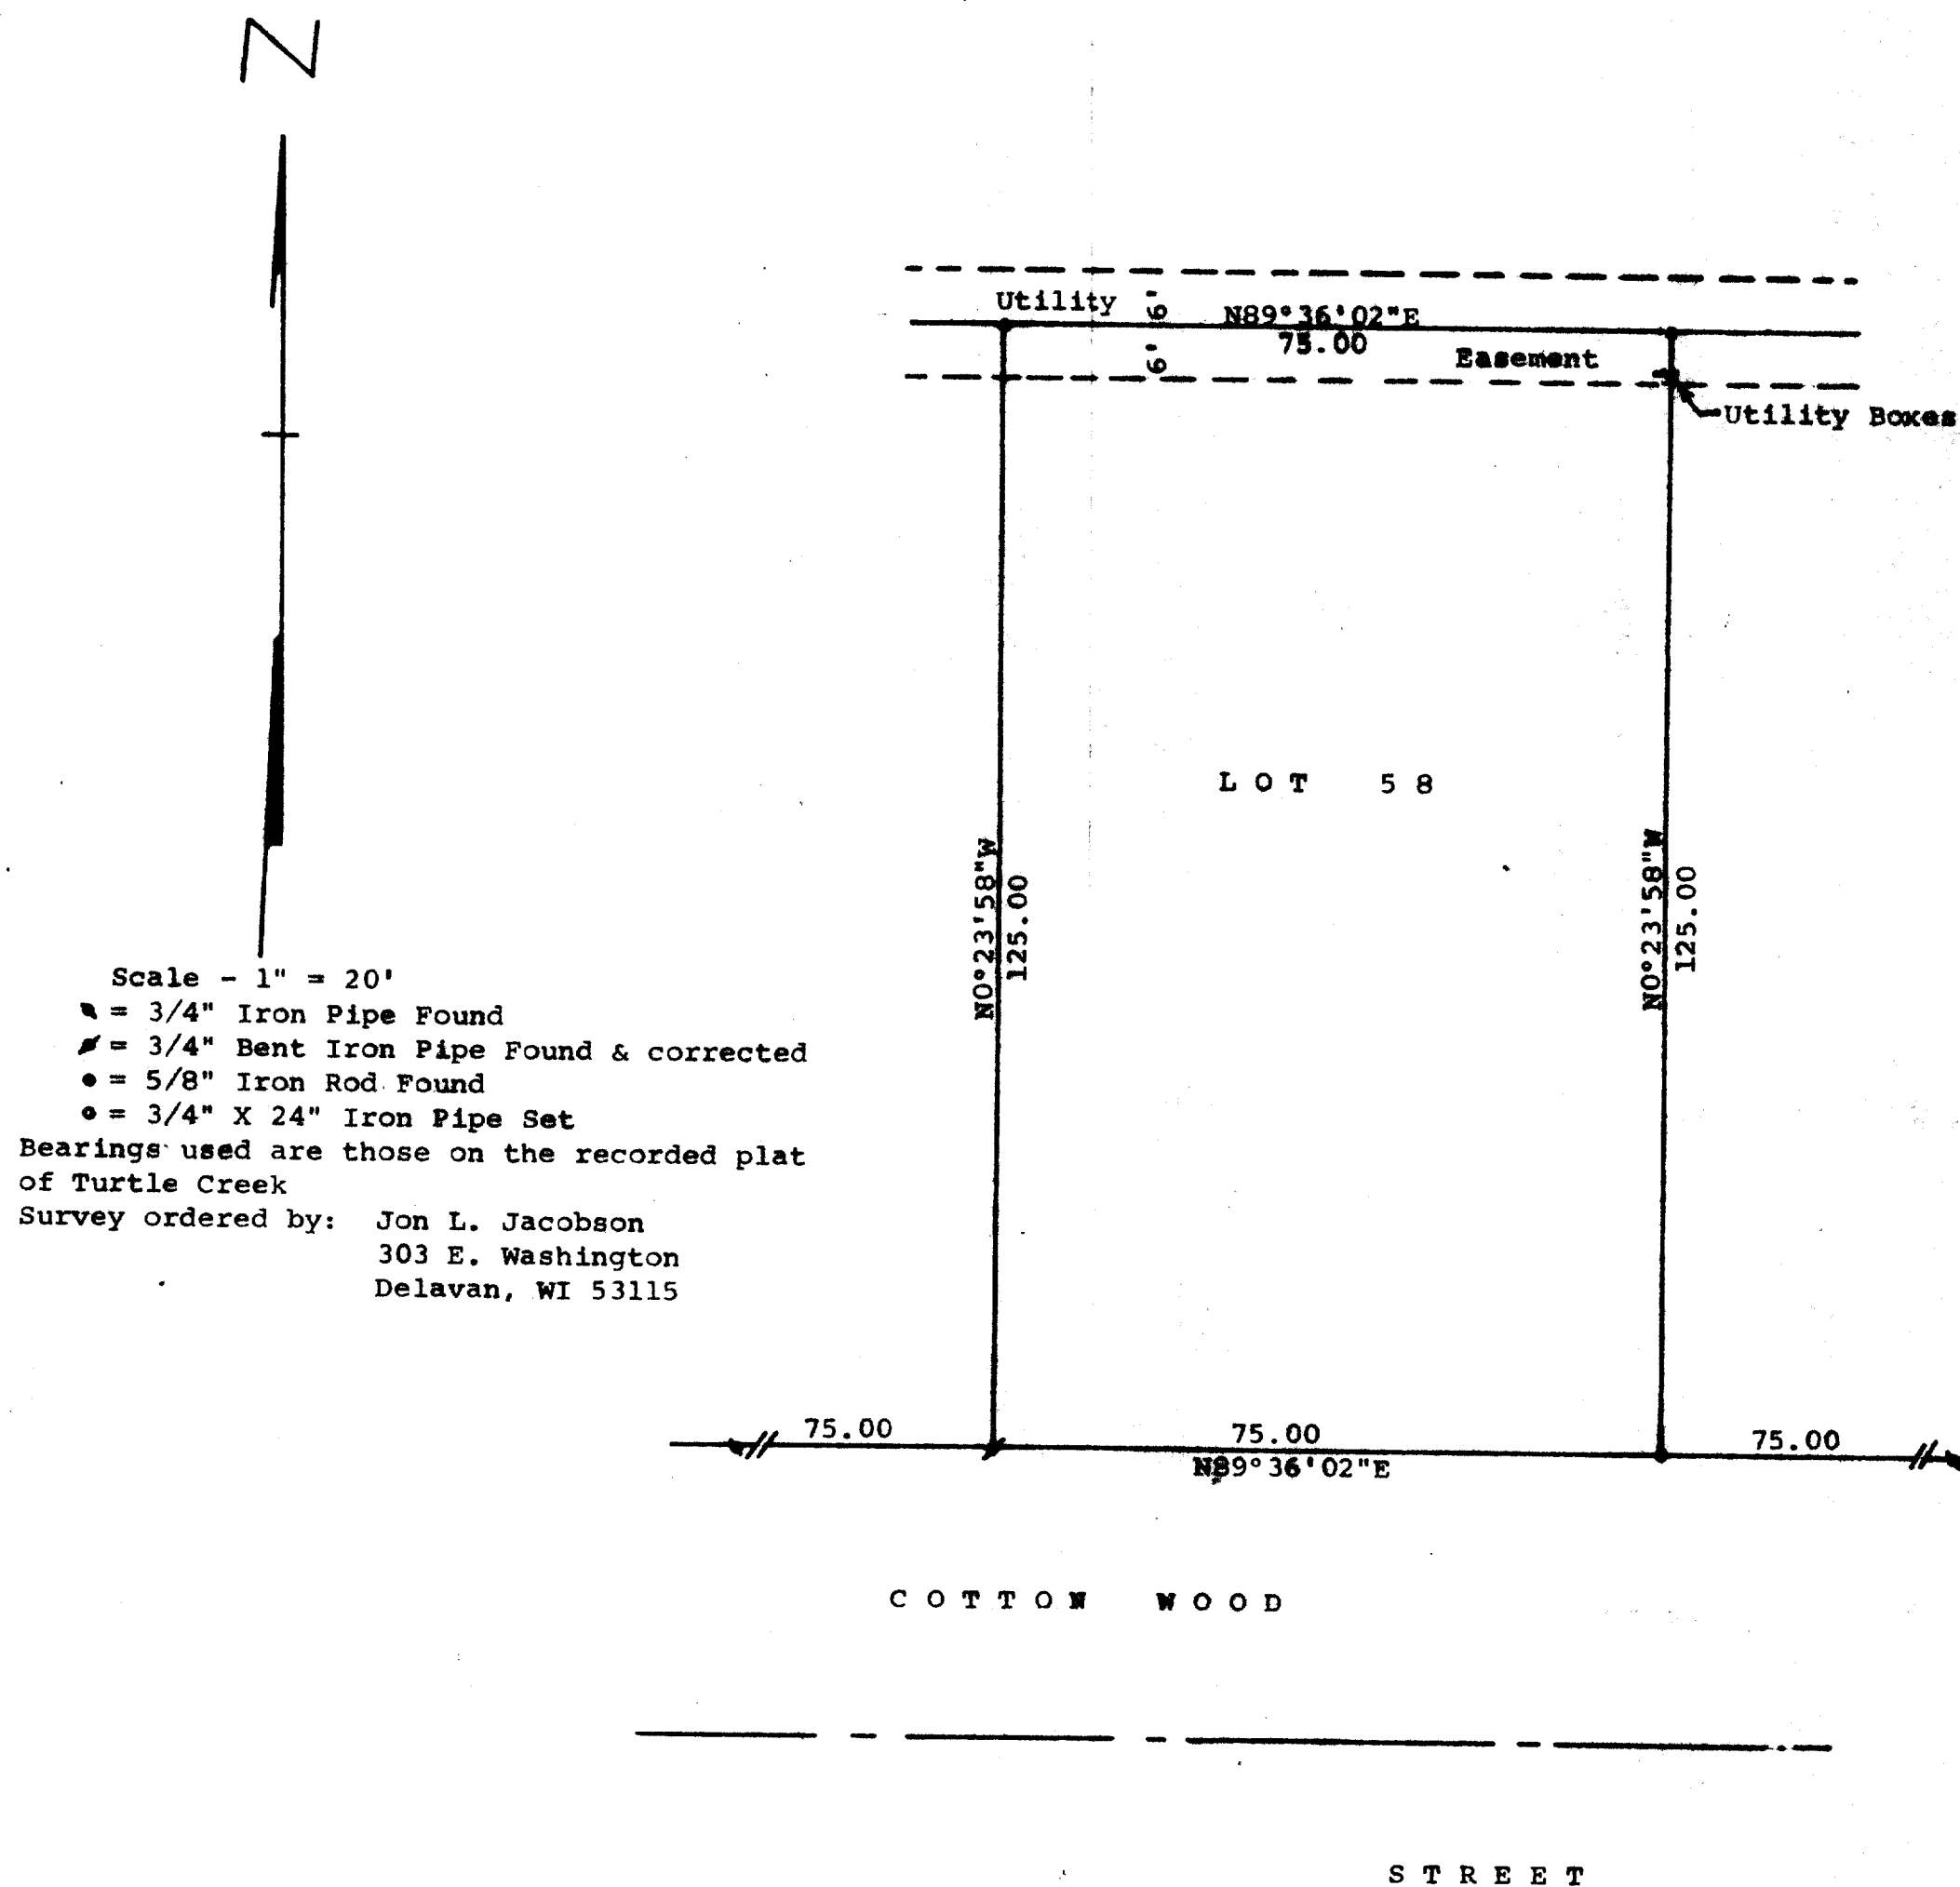 N
Utility 6' N89°36'02"E
75.00
6' Easement
Utility Boxes
LOT 58
N0°23'58"W
125.00
N0°23'58"W
125.00
Scale - 1" = 20'
= 3/4" Iron Pipe Found
= 3/4" Bent Iron Pipe Found & corrected
● = 5/8" Iron Rod Found
o = 3/4" X 24" Iron Pipe Set
Bearings used are those on the recorded plat
of Turtle Creek
Survey ordered by: Jon L. Jacobson
303 E. Washington
Delavan, WI 53115
75.00 75.00 75.00
N89°36'02"E
COTTON WOOD
STREET